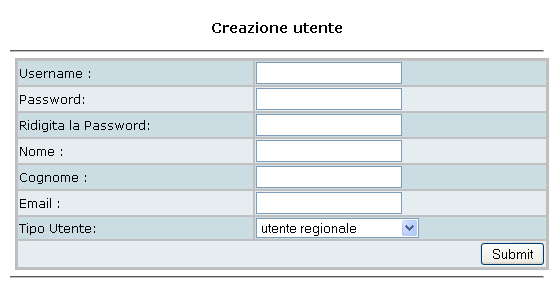 Creazione utente
Username :
Password:
Ridigita la Password:
Nome :
Cognome :
Email :
Tipo Utente: utente regionale
Submit